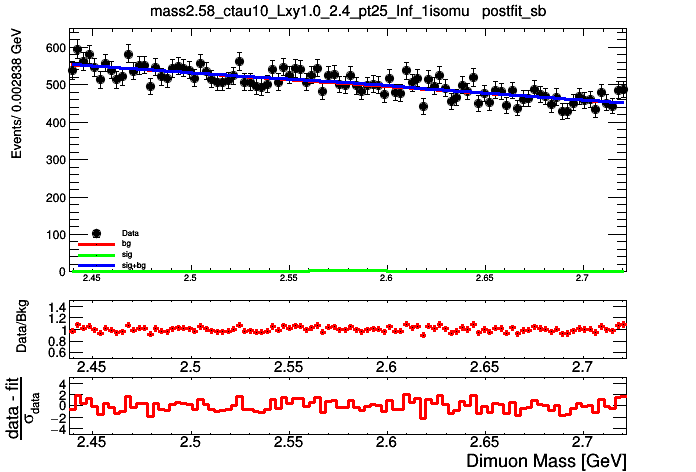 mass2.58_ctau10_Lxy1.0_2.4_pt25_Inf_1isomu postfit_sb
Events/ 0.002838 GeV
600
500
400
300
200
100
0
Data
bg
sig
sig+bg
2.45 2.5 2.55 2.6 2.65 2.7
Data/Bkg
1.4
1.2
1
0.8
0.6
2.45 2.5 2.55 2.6 2.65 2.7
data - fit
σdata
4
2
0
−2
−4
2.45 2.5 2.55 2.6 2.65 2.7
Dimuon Mass [GeV]